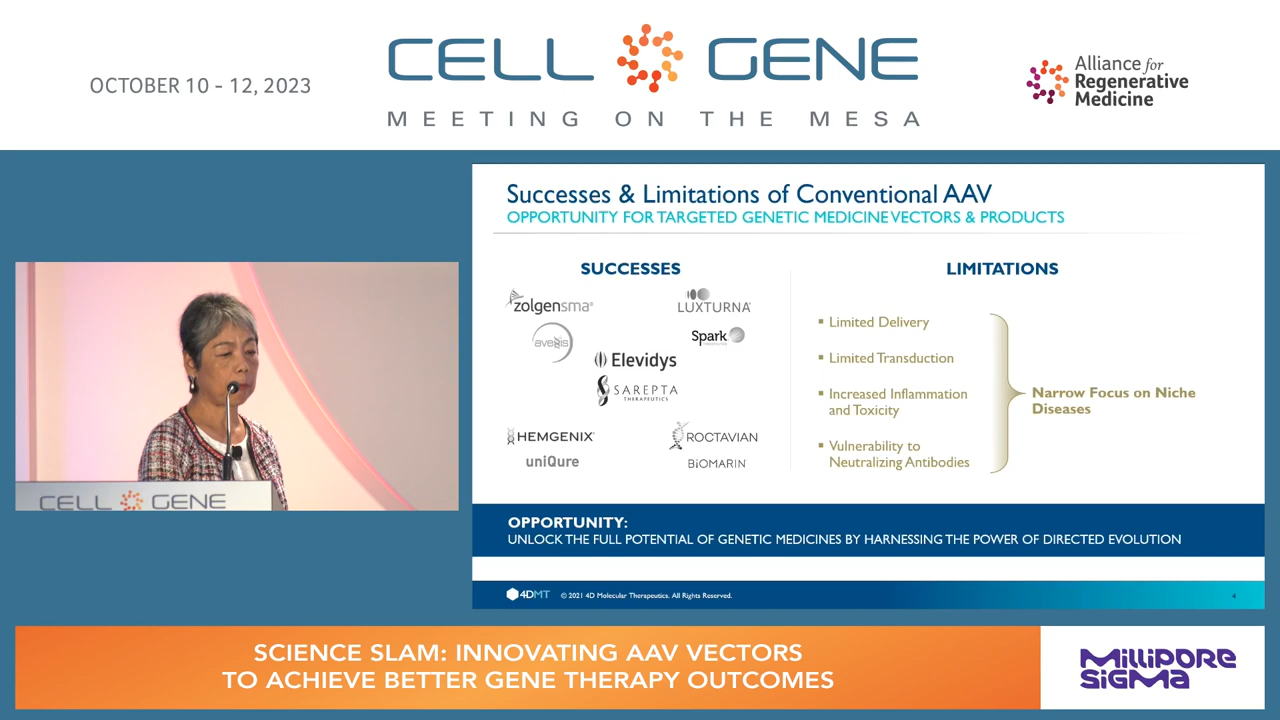 OCTOBER 10 - 12, 2023
CELL GENE
MEETING ON THE MESA
Alliance for
Regenerative
Medicine
Successes & Limitations of Conventional AAV
OPPORTUNITY FOR TARGETED GENETIC MEDICINE VECTORS & PRODUCTS
SUCCESSES
zolgensma®
LUXTURNA
avexis
Spark
Elevidys
SAREPTA
THERAPEUTICS
HEMGENIX
ROCTAVIAN
uniQure
BIOMARIN
LIMITATIONS
▪ Limited Delivery
▪ Limited Transduction
▪ Increased Inflammation
and Toxicity
▪ Vulnerability to
Neutralizing Antibodies
Narrow Focus on Niche
Diseases
OPPORTUNITY:
UNLOCK THE FULL POTENTIAL OF GENETIC MEDICINES BY HARNESSING THE POWER OF DIRECTED EVOLUTION
4DMT
© 2021 4D Molecular Therapeutics. All Rights Reserved.
4
CELL GENE
SCIENCE SLAM: INNOVATING AAV VECTORS
TO ACHIEVE BETTER GENE THERAPY OUTCOMES
Millipore
Sigma